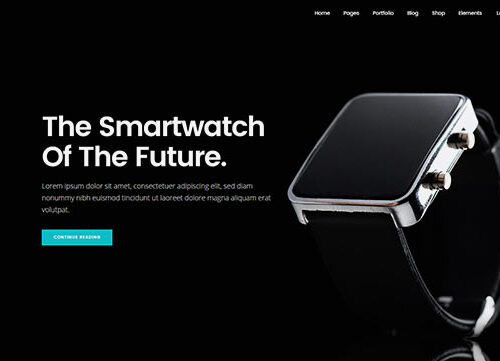 Home Pages Portfolio Blog Shop Elements
The Smartwatch
Of The Future.
Lorem ipsum dolor sit amet, consectetuer adipiscing elit, sed diam
nonummy nibh euismod tincidunt ut laoreet dolore magna aliquam erat
volutpat.
CONTINUE READING